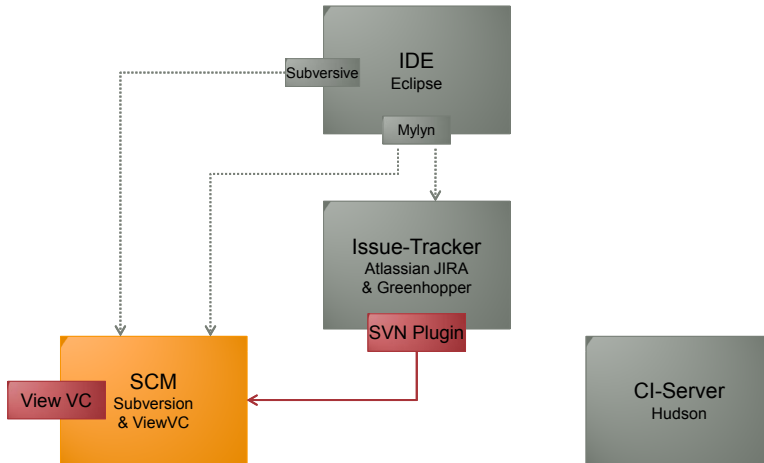 IDE
Eclipse
Subversive
Mylyn
Issue-Tracker
Atlassian JIRA
& Greenhopper
SVN Plugin
SCM
Subversion
& ViewVC
View VC
CI-Server
Hudson